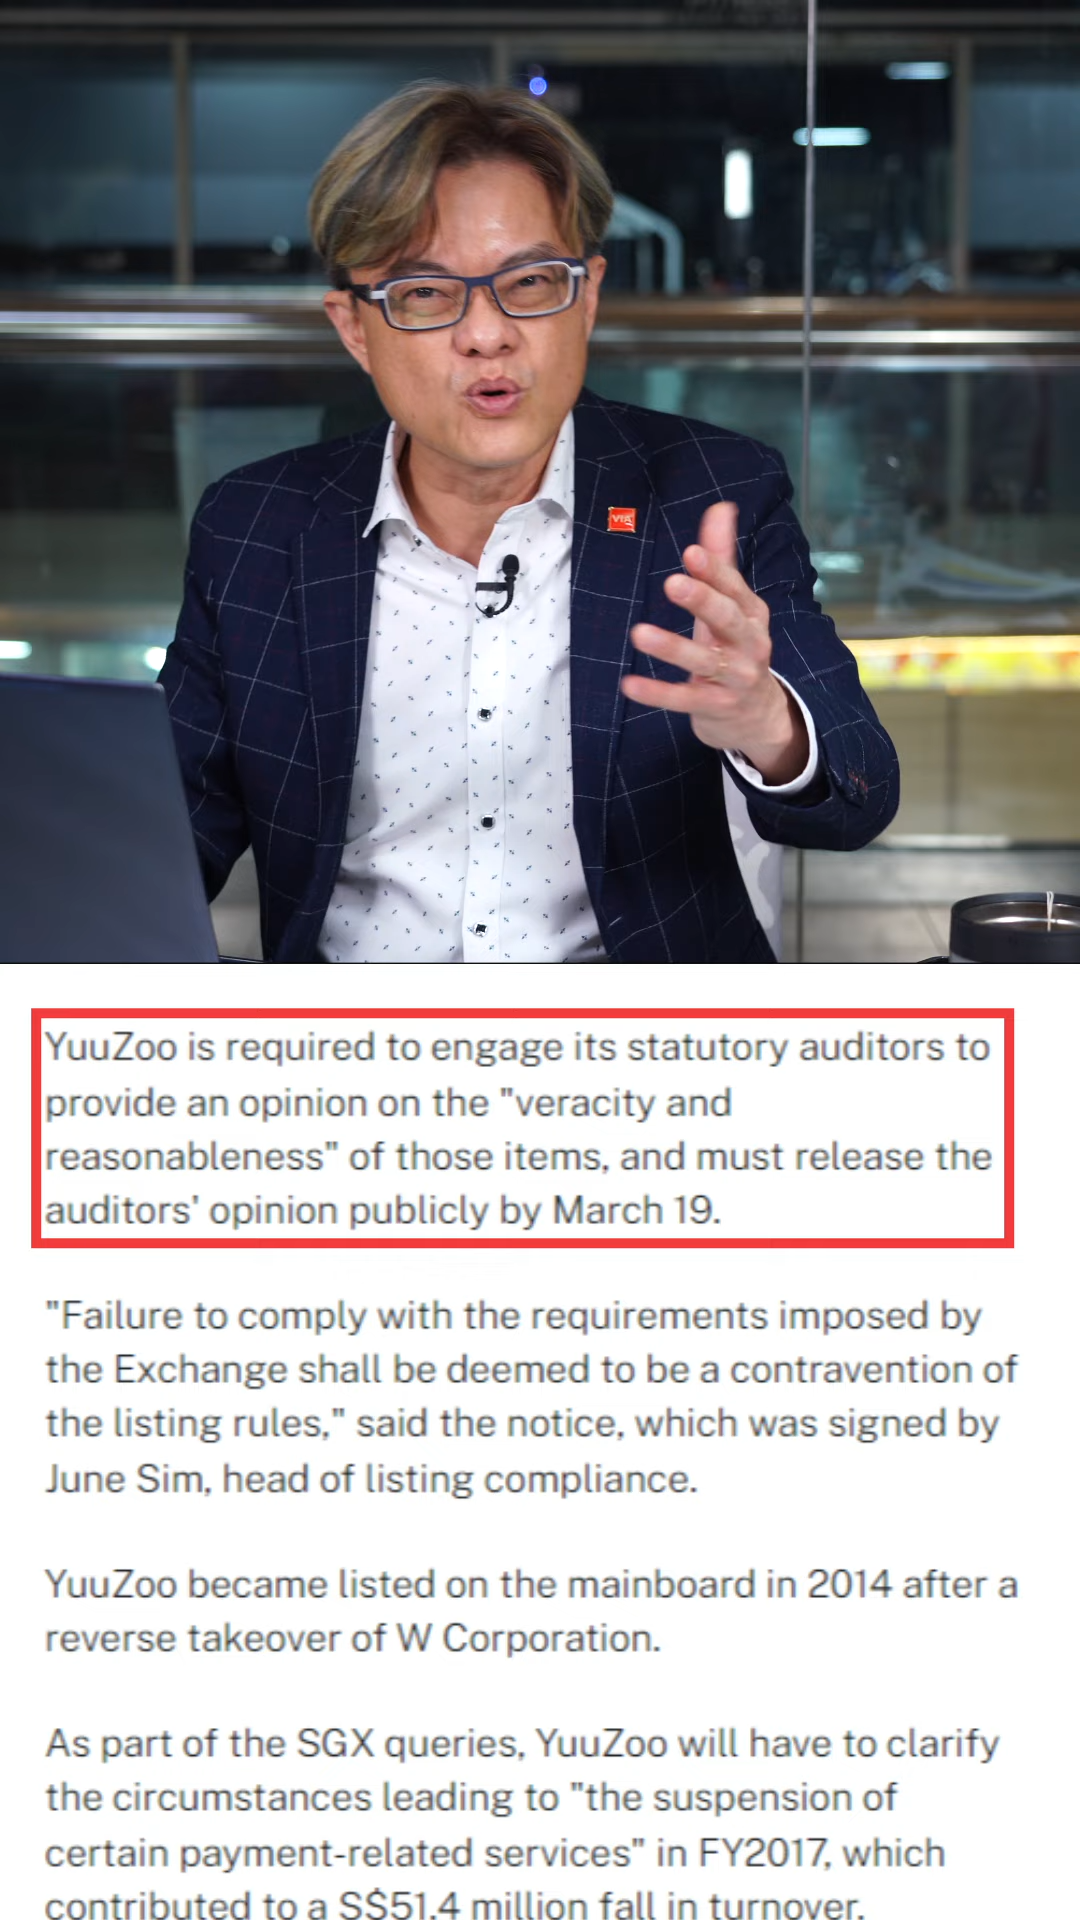 VIA
YuuZoo is required to engage its statutory auditors to
provide an opinion on the "veracity and
reasonableness" of those items, and must release the
auditors' opinion publicly by March 19.
"Failure to comply with the requirements imposed by
the Exchange shall be deemed to be a contravention of
the listing rules," said the notice, which was signed by
June Sim, head of listing compliance.
YuuZoo became listed on the mainboard in 2014 after a
reverse takeover of W Corporation.
As part of the SGX queries, YuuZoo will have to clarify
the circumstances leading to "the suspension of
certain payment-related services" in FY2017, which
contributed to a S$51.4 million fall in turnover.